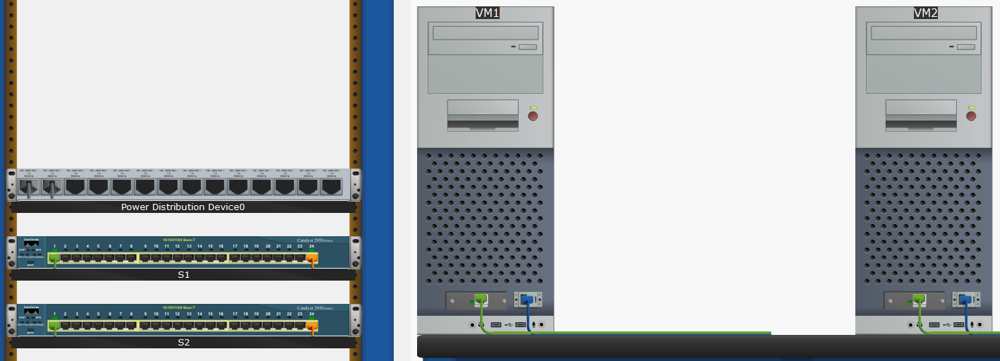 VM1
VM2
Power Distribution Device0
10/100/1000 Base-T
Catalyst 2950 SERIES
1 2 3 4 5 6 7 8 9 10 11 12 13 14 15 16 17 18 19 20 21 22 23 24
S1
10/100/1000 Base-T
Catalyst 2950 SERIES
1 2 3 4 5 6 7 8 9 10 11 12 13 14 15 16 17 18 19 20 21 22 23 24
S2